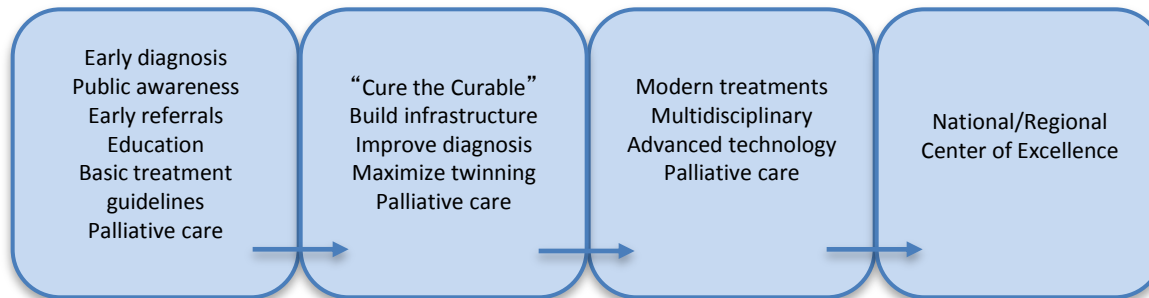 Early diagnosis
Public awareness
Early referrals
Education
Basic treatment
guidelines
Palliative care
“Cure the Curable”
Build infrastructure
Improve diagnosis
Maximize twinning
Palliative care
Modern treatments
Multidisciplinary
Advanced technology
Palliative care
National/Regional
Center of Excellence